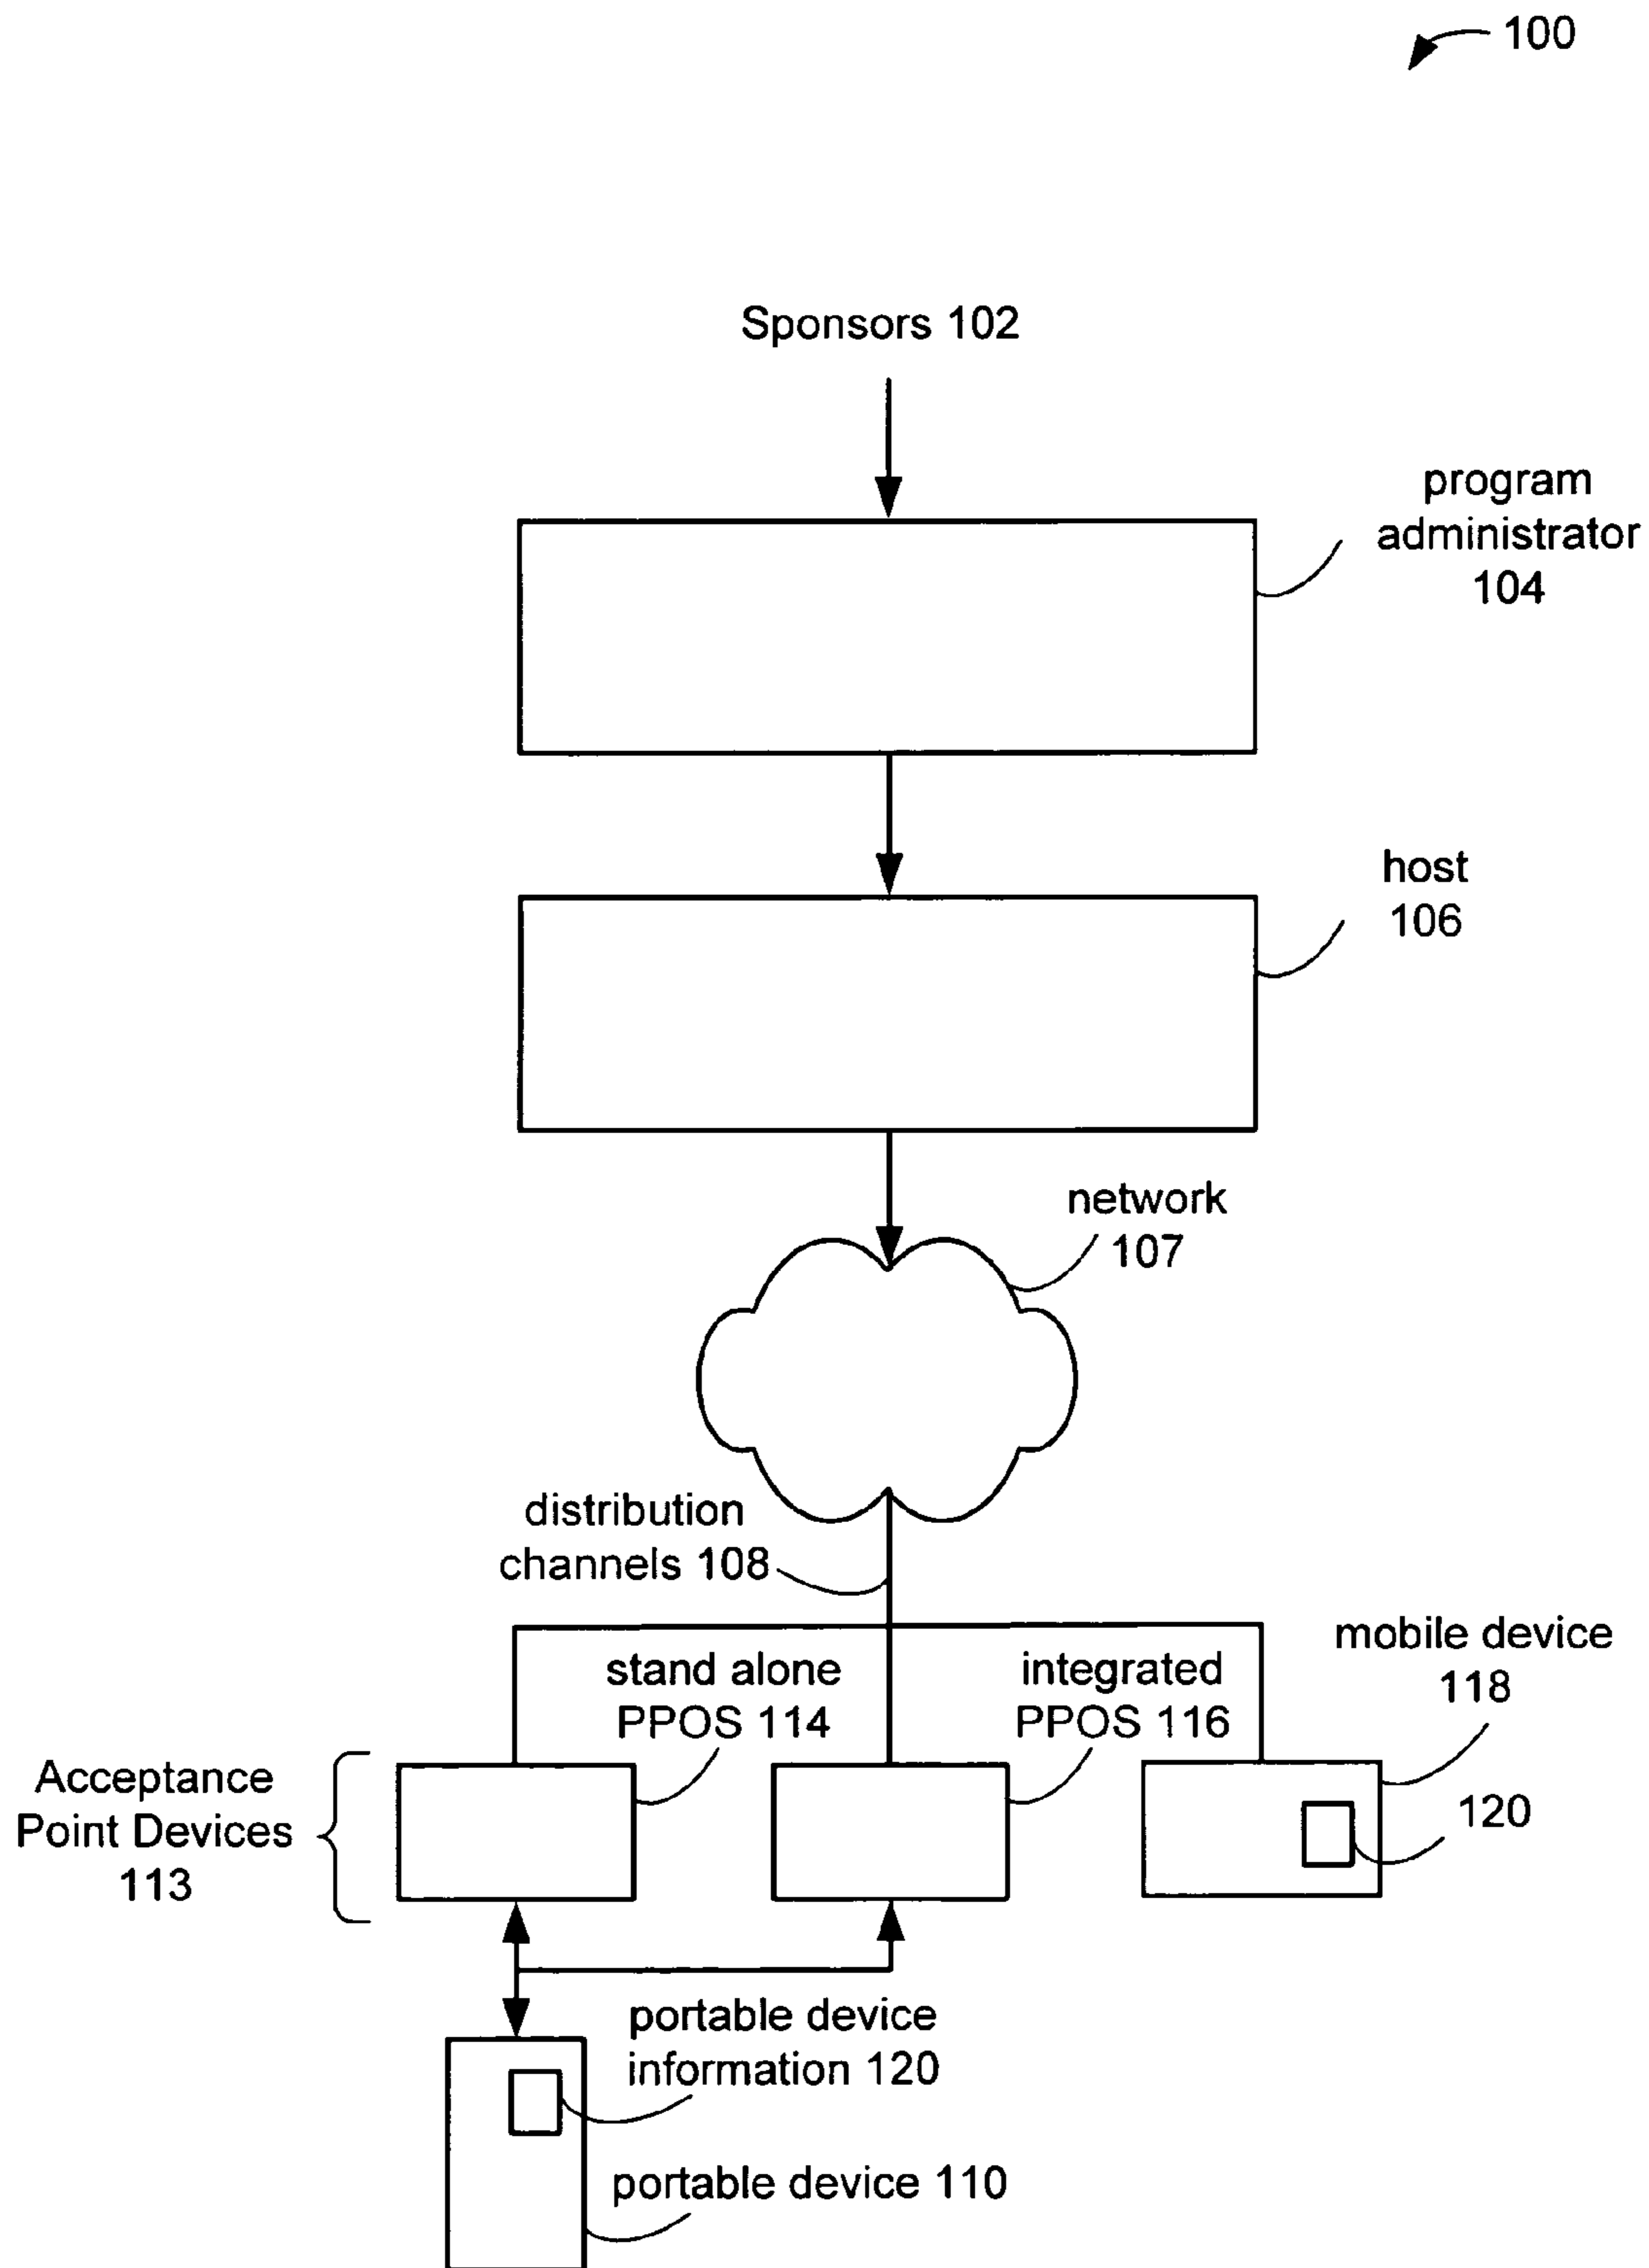 100
Sponsors 102
program
administrator
104
host
106
network
107
distribution
channels 108
mobile device
118
stand alone
PPOS 114
integrated
PPOS 116
Acceptance
Point Devices
113
120
portable device
information 120
portable device 110